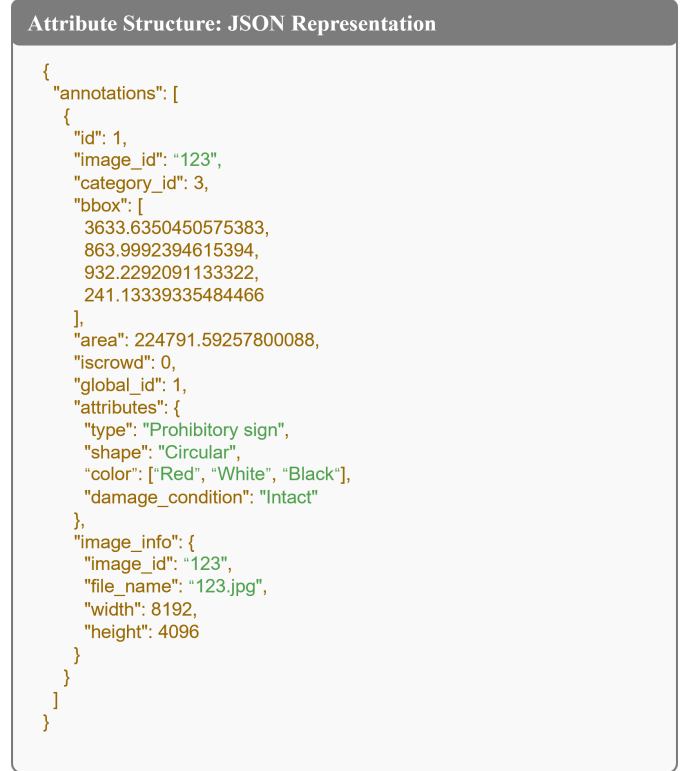 Attribute Structure: JSON Representation
{
"annotations": [
{
"id": 1,
"image_id": “123",
"category_id": 3,
"bbox": [
3633.6350450575383,
863.9992394615394,
932.2292091133322,
241.13339335484466
],
"area": 224791.59257800088,
"iscrowd": 0,
"global_id": 1,
"attributes": {
"type": "Prohibitory sign",
"shape": "Circular",
“color”: [“Red”, “White”, “Black“],
"damage_condition": "Intact"
},
"image_info": {
"image_id": “123",
"file_name": “123.jpg",
"width": 8192,
"height": 4096
}
}
]
}